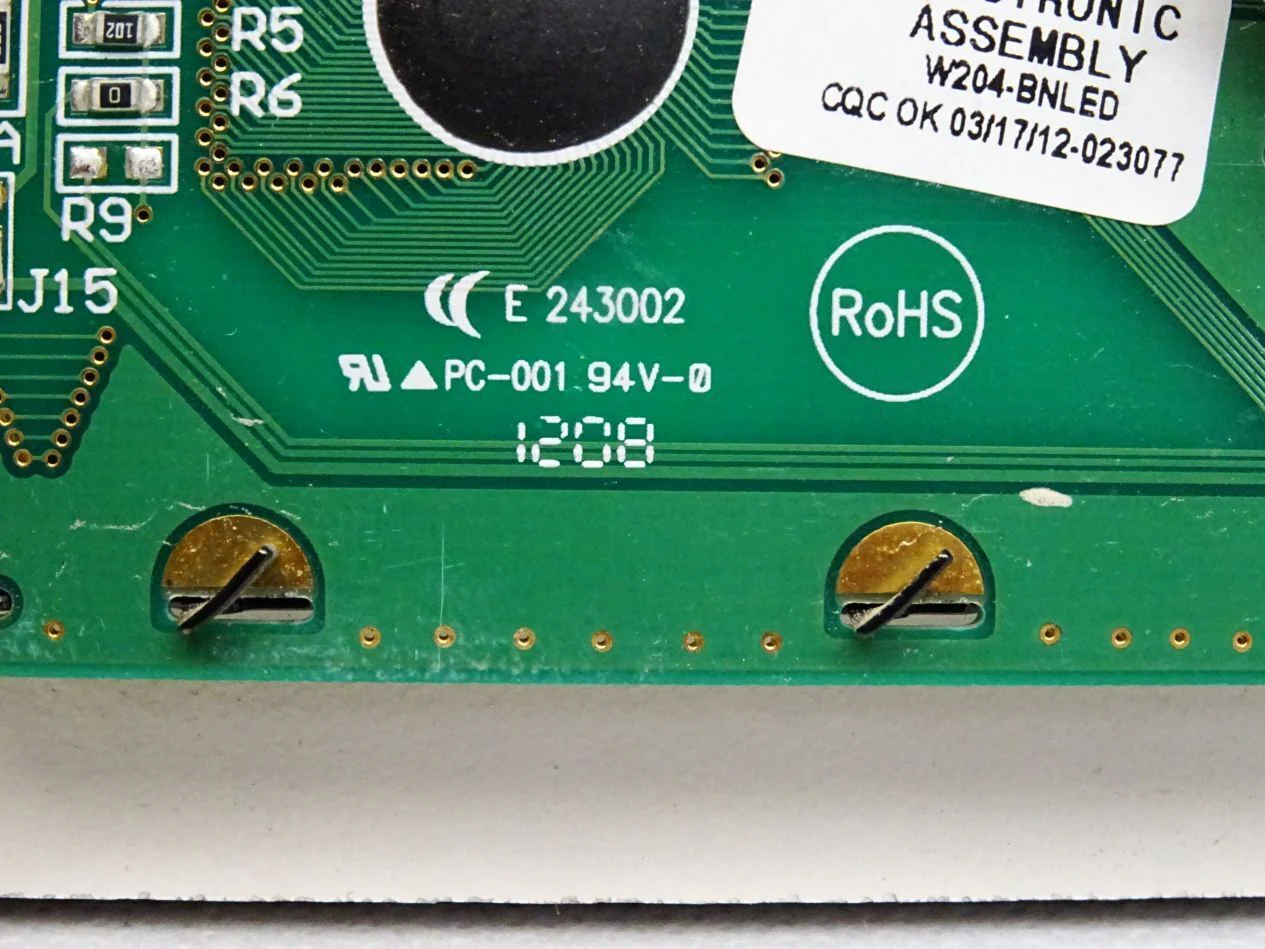 R5
102
R6
0
R9
J15
ASSEMBLY
W204-BNLED
CQC OK 03/17/12-023077
E 243002
RoHS
PC-001 94V-0
1208